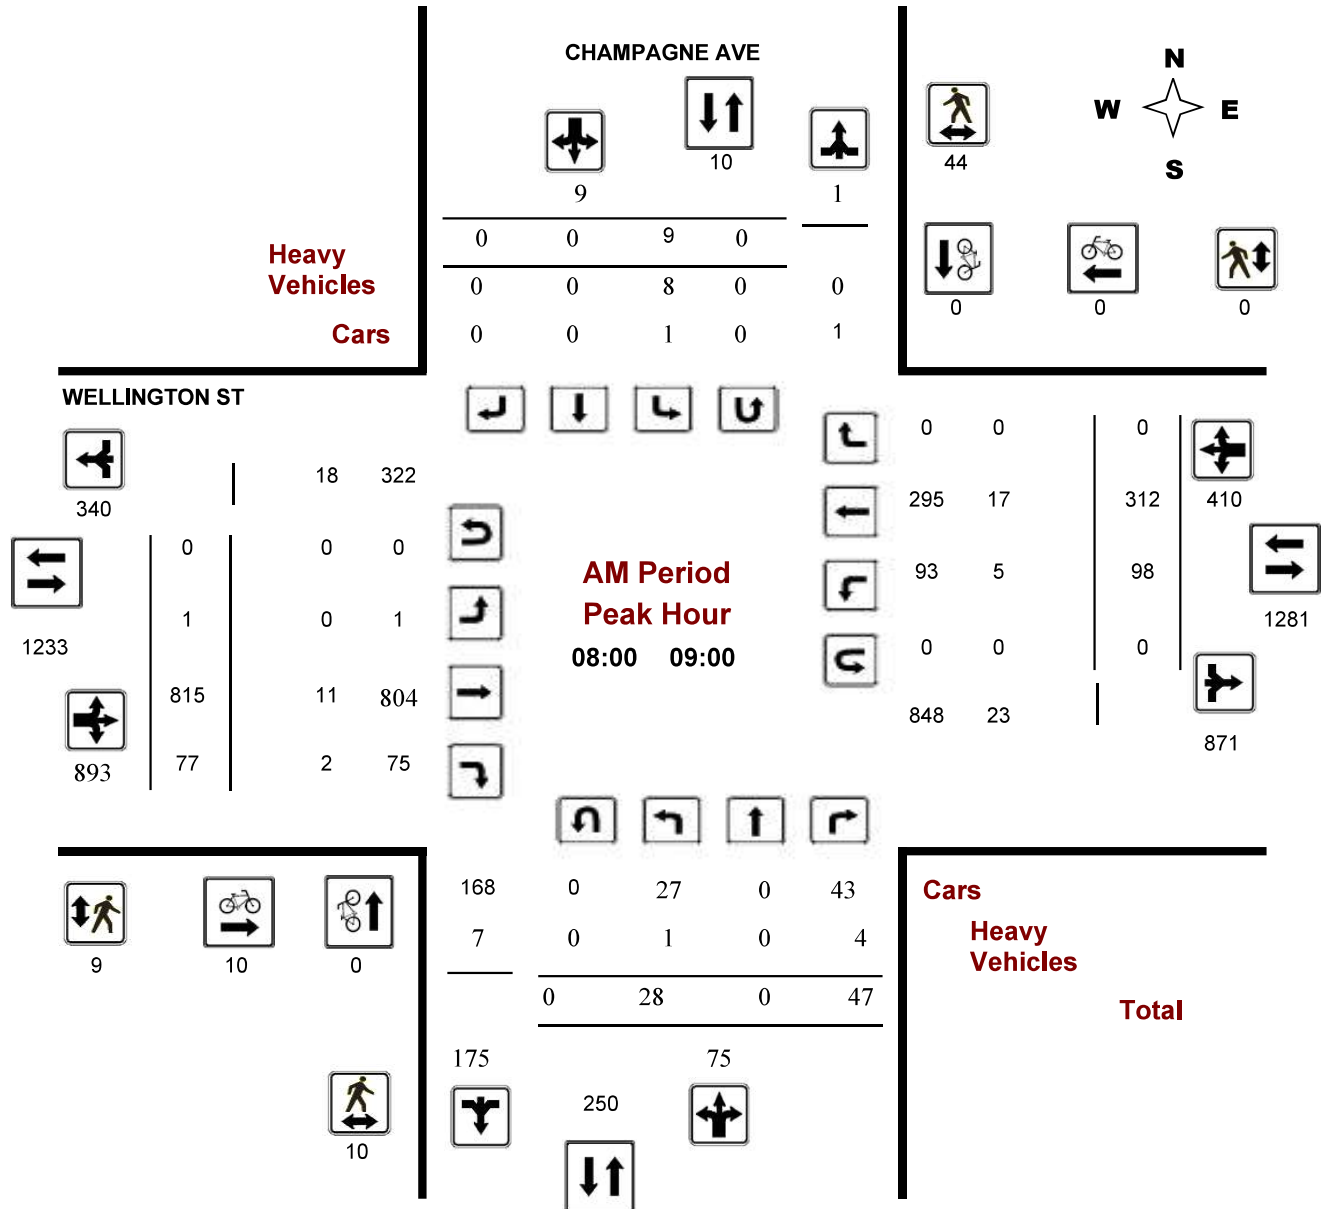 CHAMPAGNE AVE
N
W E
S
10
44
9 1
0 0 9 0
Heavy
Vehicles
0 0 8 0 0
Cars
0 0 1 0 1
0 0 0
WELLINGTON ST
340
18 322
0 0 0
1 0 1
1233
815 11 804
893
77 2 75
AM Period
Peak Hour
08:00 09:00
0 0 0
295 17 312 410
93 5 98
1281
0 0 0
848 23
871
168 0 27 0 43
7 0 1 0 4
0 28 0 47
175 75
250
9 10 0
10
Cars
Heavy
Vehicles
Total